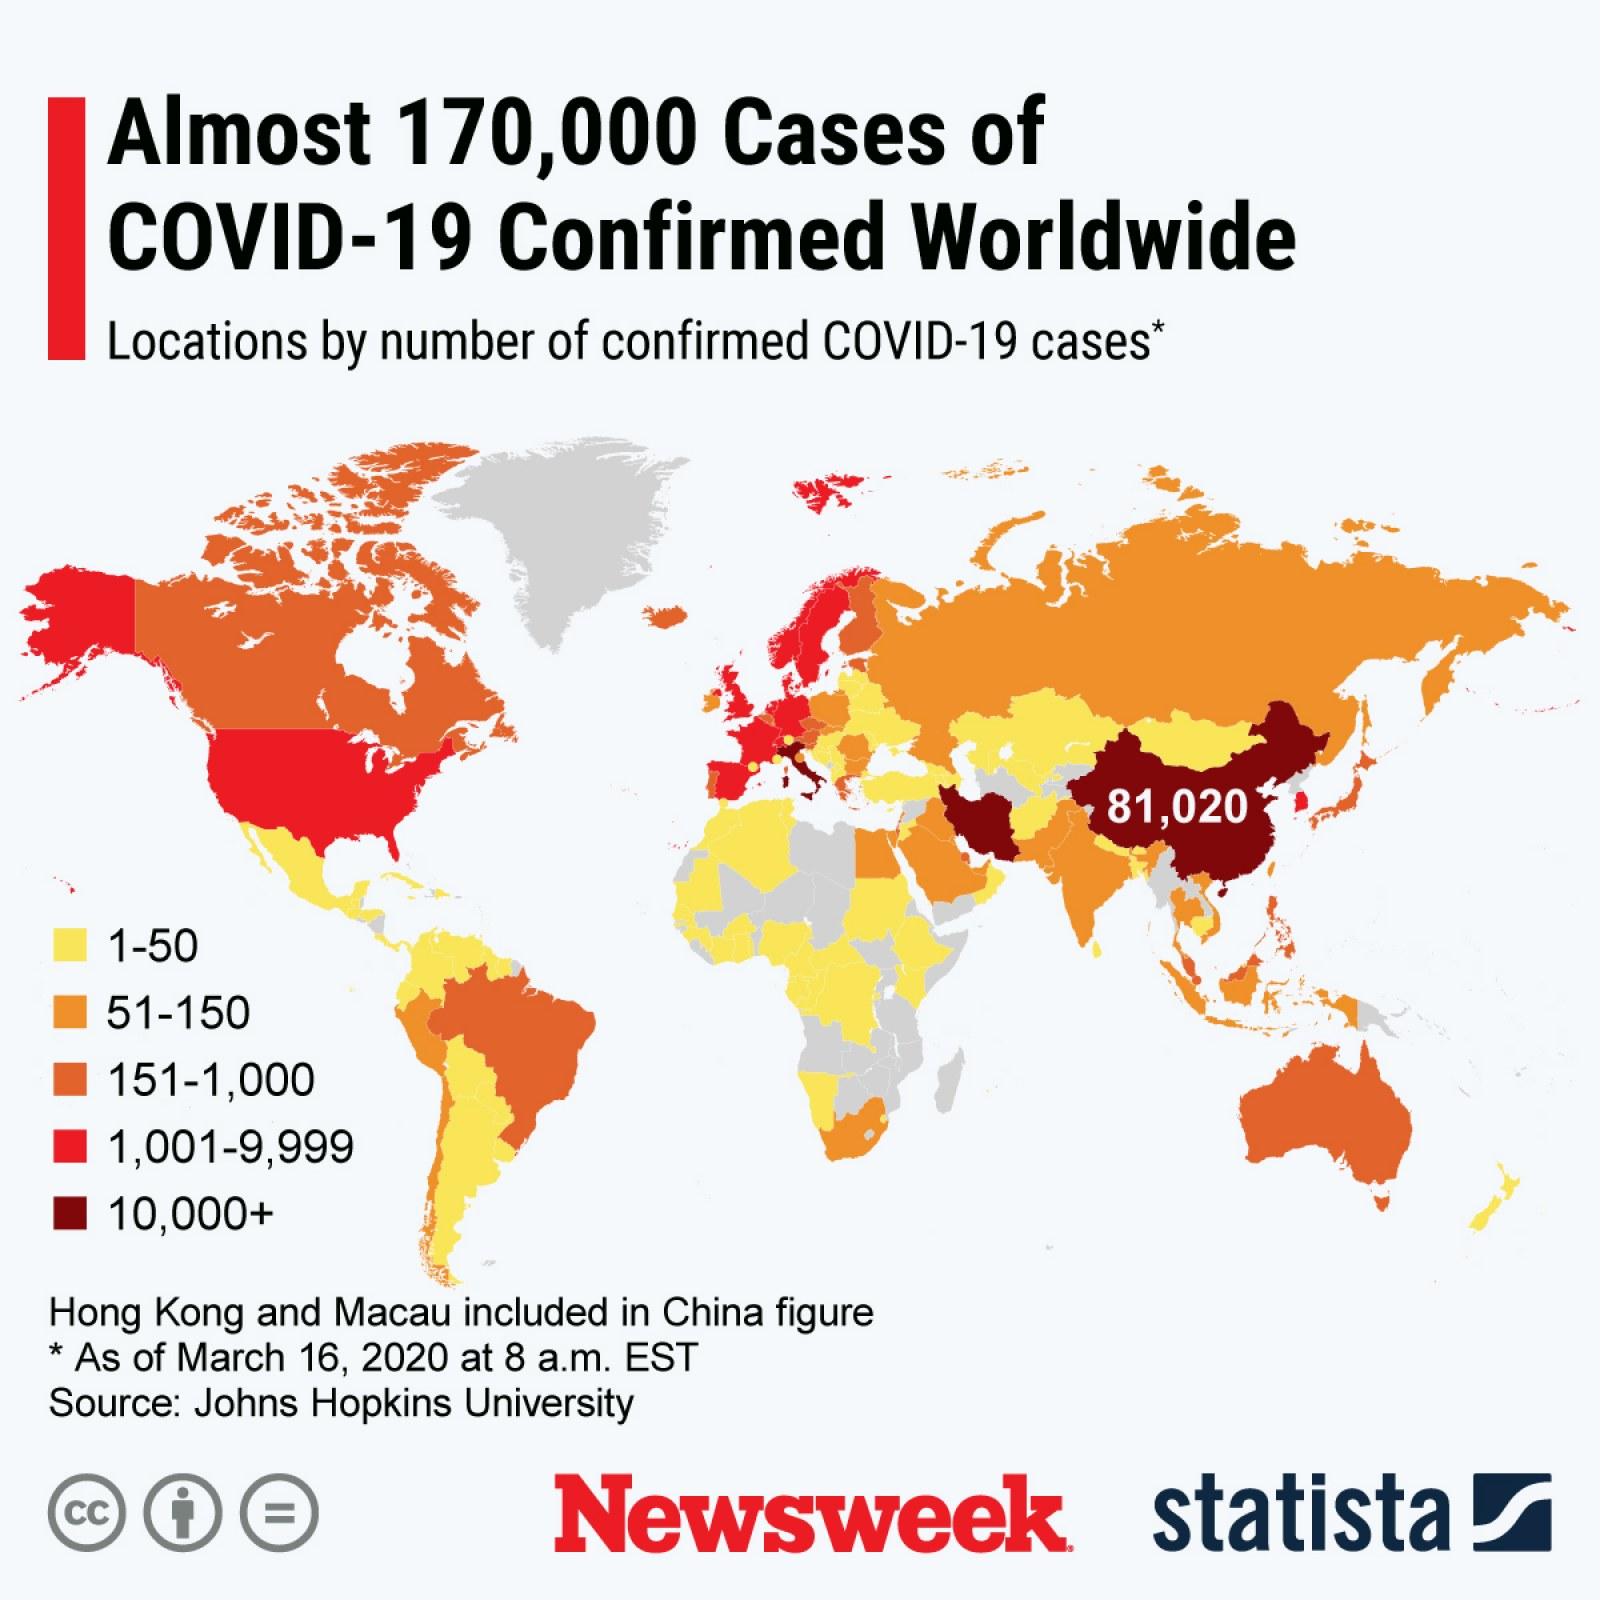 Almost 170,000 Cases of
COVID-19 Confirmed Worldwide
Locations by number of confirmed COVID-19 cases*
81,020
1-50
51-150
151-1,000
1,001-9,999
10,000+
Hong Kong and Macau included in China figure
* As of March 16, 2020 at 8 a.m. EST
Source: Johns Hopkins University
cc
Newsweek
statista